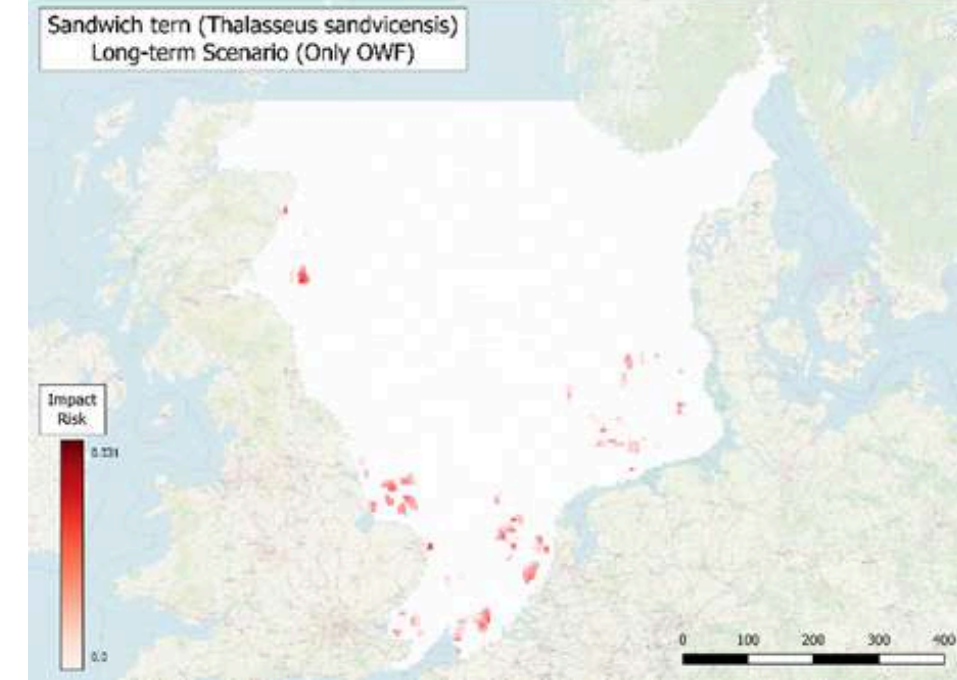 Sandwich tern (Thalasseus sandvicensis)
Long-term Scenario (Only OWF)
Impact
Risk
0.0
0
100
200
300
400